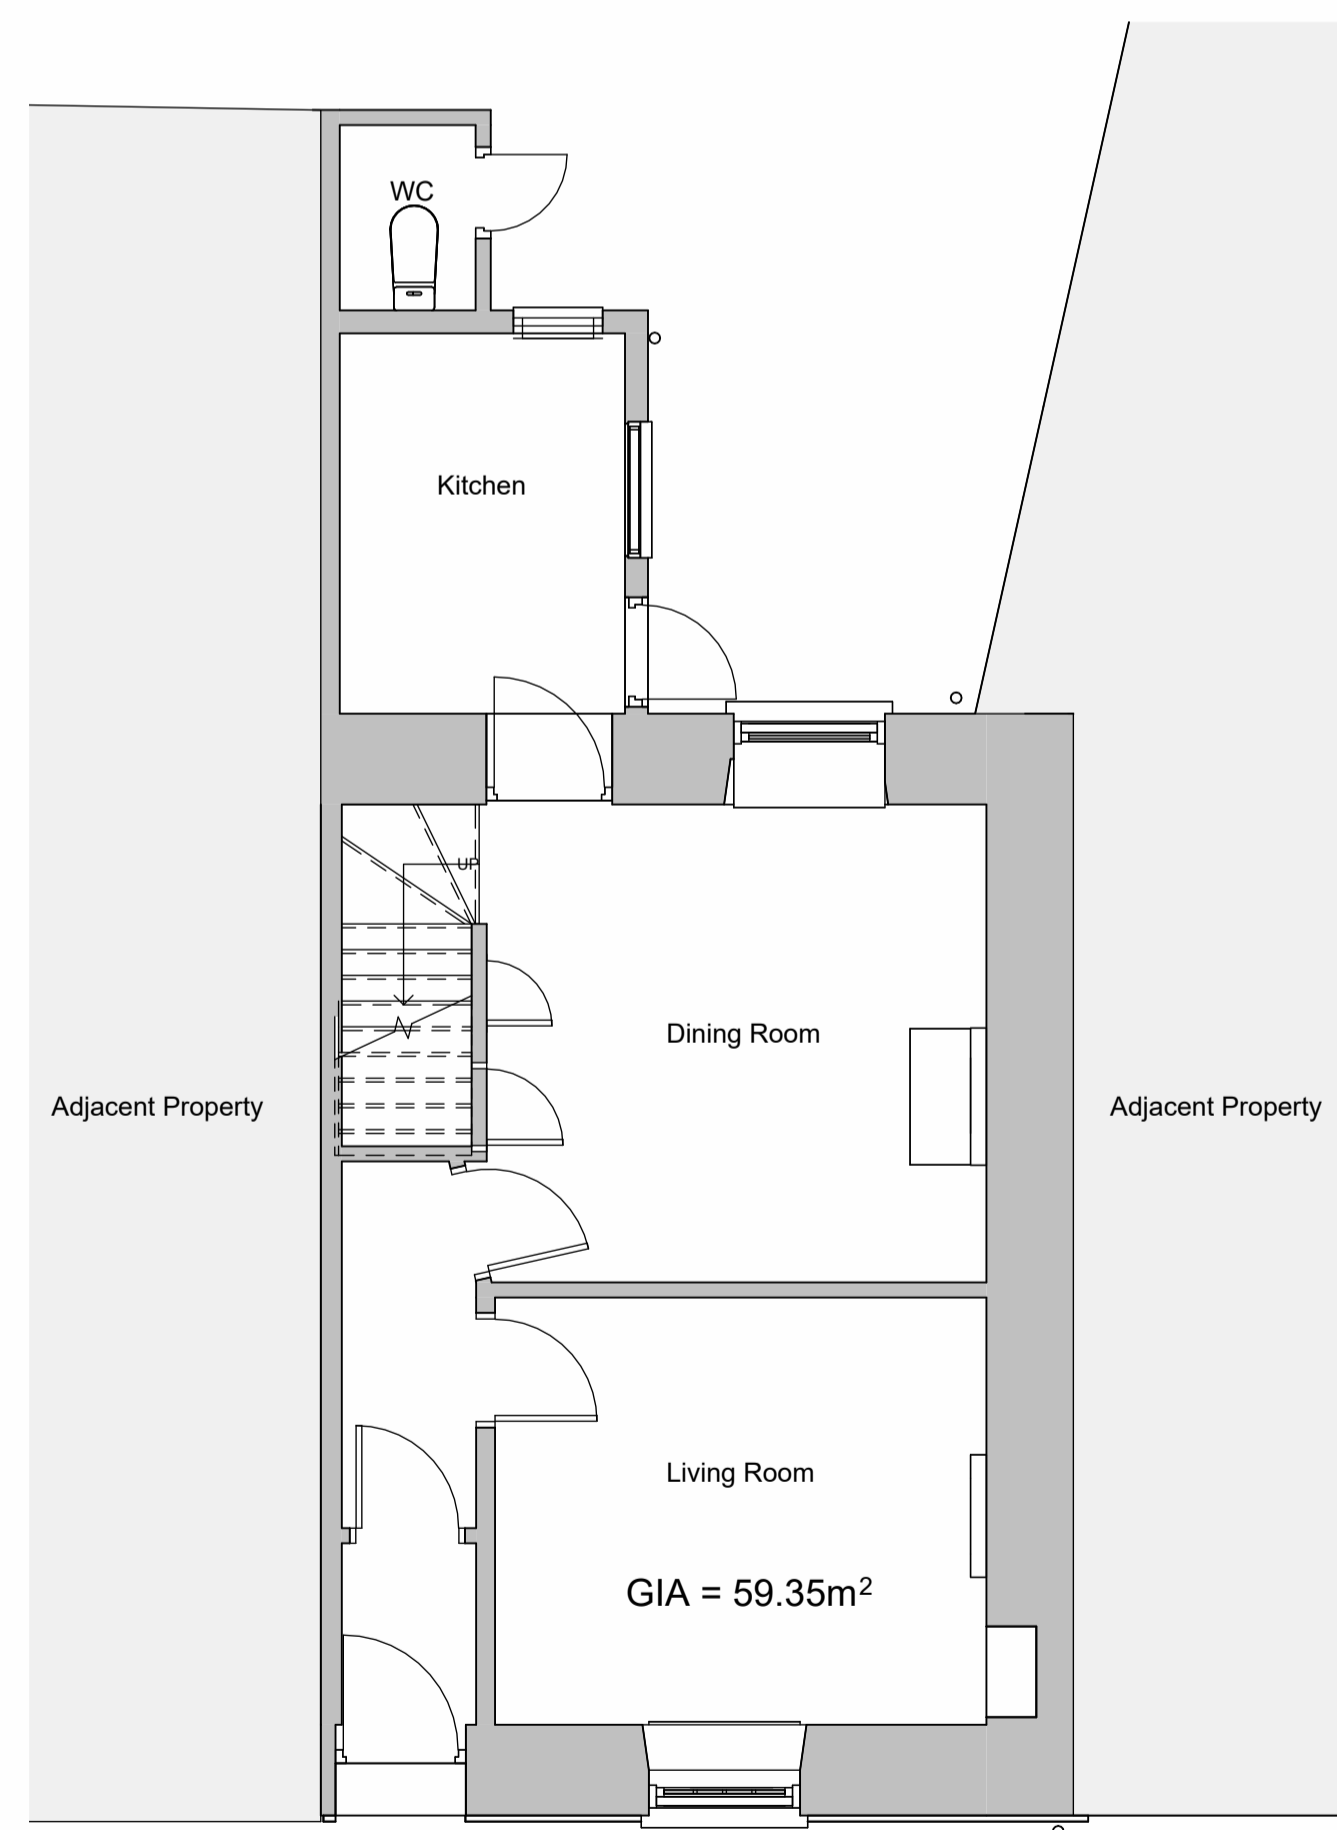 WC
Kitchen
UP
Dining Room
Adjacent Property
Adjacent Property
Living Room
GIA = 59.35m²